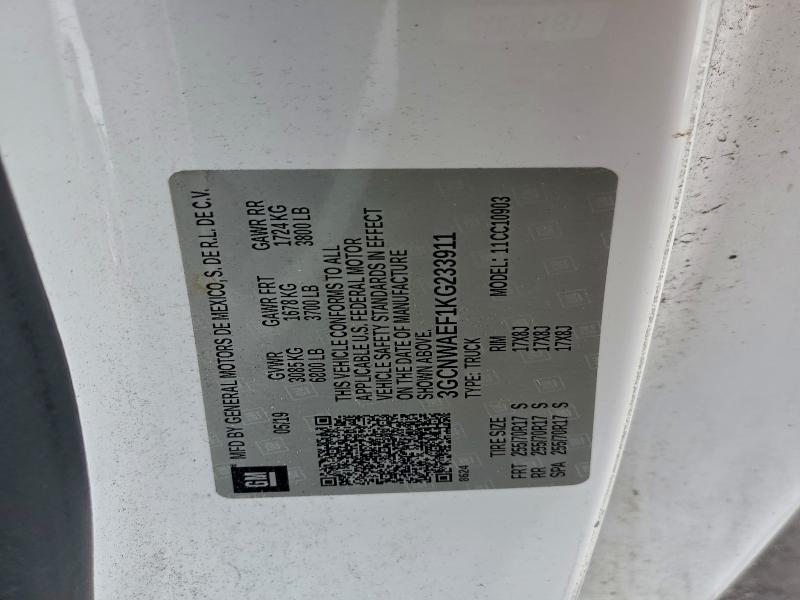 GM
MFD BY GENERAL MOTORS DE MEXICO, S. DE R.L. DE C.V.
05/19 GVWR GAWR FRT GAWR RR
3085 KG 1678 KG 1724 KG
6800 LB 3700 LB 3800 LB
THIS VEHICLE CONFORMS TO ALL
APPLICABLE U.S. FEDERAL MOTOR
VEHICLE SAFETY STANDARDS IN EFFECT
ON THE DATE OF MANUFACTURE
SHOWN ABOVE.
3GCNWAEF1KG233911
8624 TYPE: TRUCK
TIRE SIZE RIM MODEL: 11CC10903
FRT 255/70R17 S 17X8J
RR 255/70R17 S 17X8J
SPA 255/70R17 S 17X8J